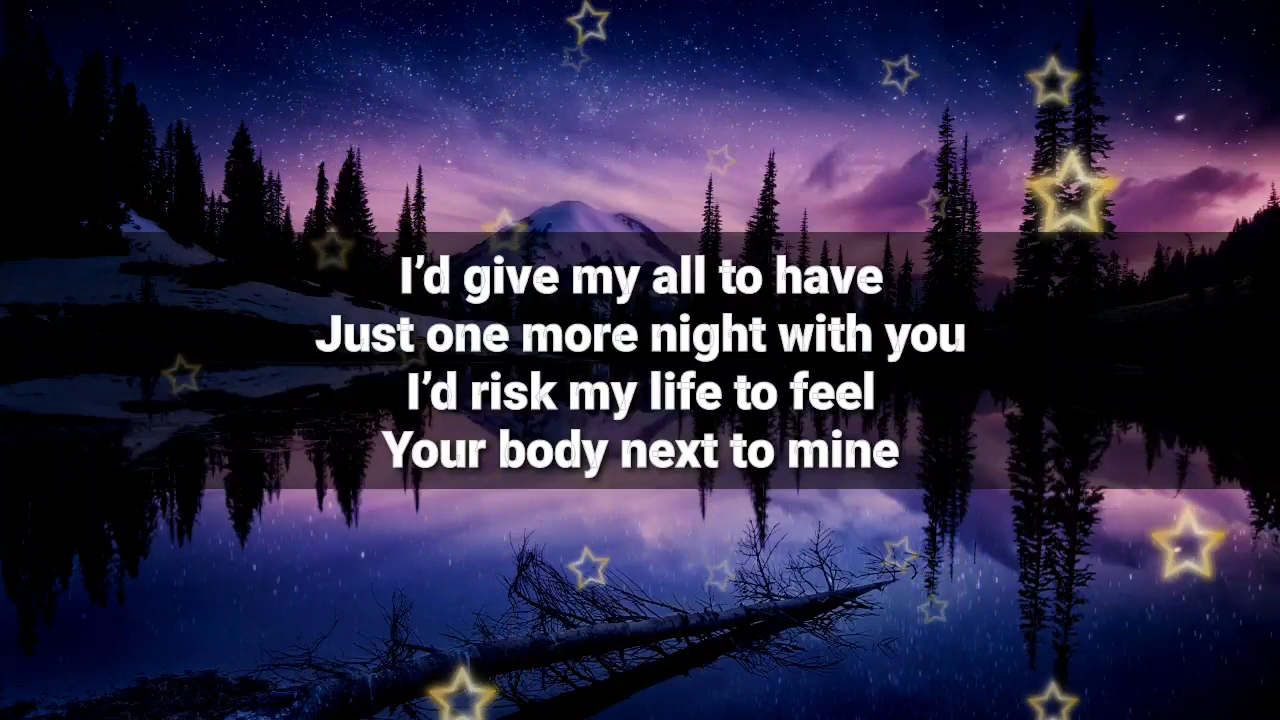 I’d give my all to have
Just one more night with you
I’d risk my life to feel
Your body next to mine